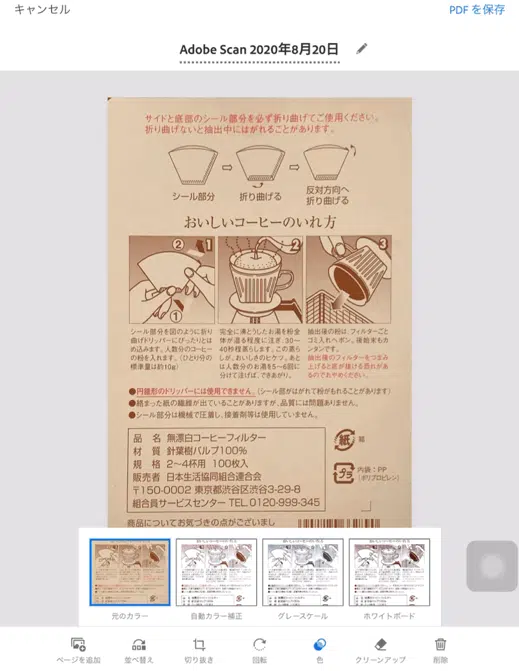 キャンセル
PDF を保存
Adobe Scan 2020年8月20日
サイドと底部のシール部分を必ず折り曲げてご使用ください。
折り曲げないと抽出中にはがれることがあります。
シール部分
折り曲げる
反対方向へ
折り曲げる
おいしいコーヒーのいれ方
② 1
①
2
3
シール部分を図のように折り
曲げドリッパーにぴったりとは
め込みます。人数分のコーヒー
の粉を入れます。(ひとり分の
標準量は約10g)
完全に沸とうしたお湯を粉全
体が湿る程度に注ぎ、30〜
40秒程蒸らします。この蒸ら
しが、おいしさのヒケツ。あと
は人数分のお湯を5〜6回に
分けて注げば、できあがり。
抽出後の粉は、フィルターごと
ゴミ入れへポン。後始末もカ
ンタンです。
抽出後のフィルターをつまみ
上げると底が抜ける恐れがあ
るのでおやめください。
●円錐形のドリッパーには使用できません。(シール部がはがれて粉がもれることがあります)
●絡まった紙の繊維が出ていることがありますが、品質には問題ありません。
●シール部分は機械で圧着し、接着剤等は使用していません。
品 名 無漂白コーヒーフィルター
材 質 針葉樹パルプ100%
規 格 2〜4杯用 100枚入
販売者 日本生活協同組合連合会
〒150-0002 東京都渋谷区渋谷3-29-8
組合員サービスセンター TEL.0120-999-345
紙 箱
プラ 内袋:PP
(ポリプロピレン)
商品についてお気づきの点がございまし
元のカラー
自動カラー補正
グレースケール
ホワイトボード
ページを追加
並べ替え
切り抜き
回転
色
クリーンアップ
削除